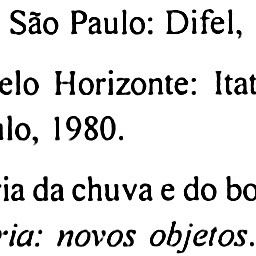 São Paulo: Difel,
elo Horizonte: Itat
ulo, 1980.
ria da chuva e do bo
ria: novos objetos.